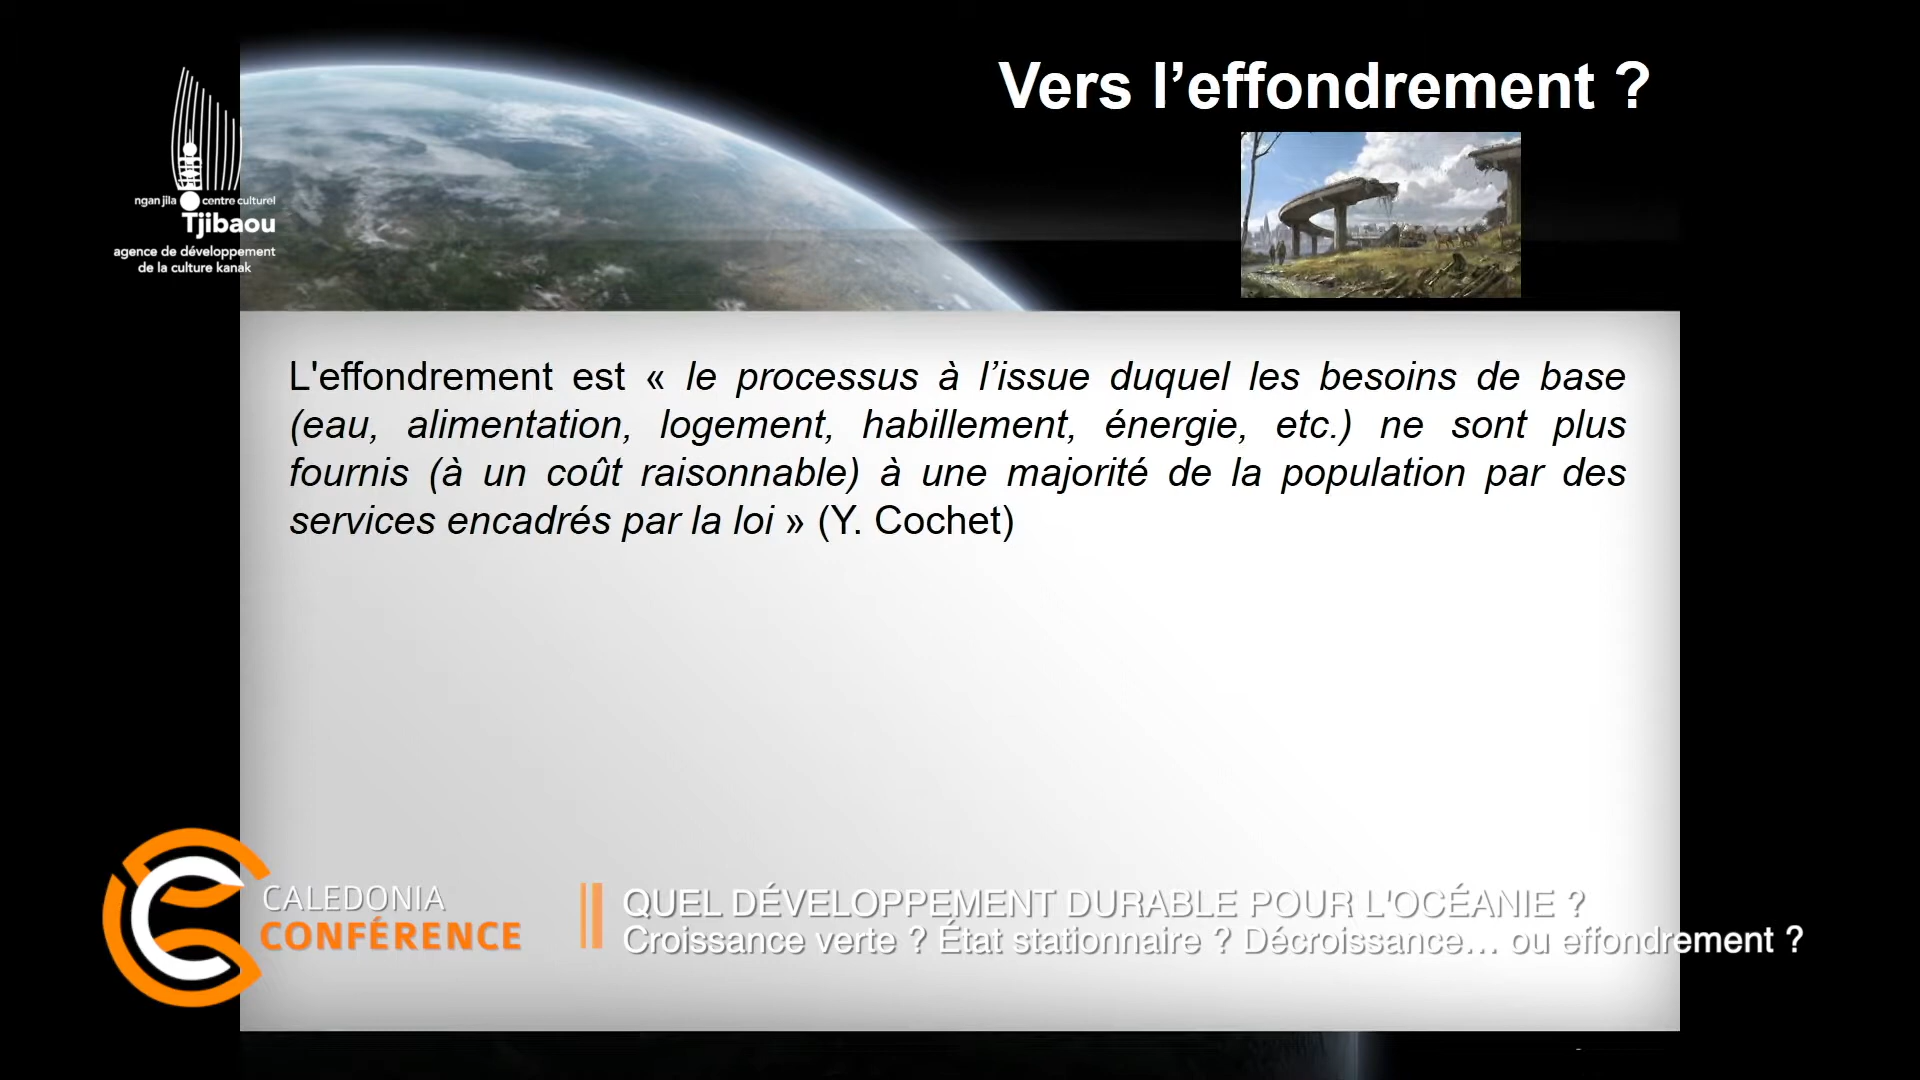 Vers l’effondrement ?
ngan jila centre culturel
Tjibaou
agence de développement
de la culture kanak
L'effondrement est « le processus à l’issue duquel les besoins de base
(eau, alimentation, logement, habillement, énergie, etc.) ne sont plus
fournis (à un coût raisonnable) à une majorité de la population par des
services encadrés par la loi » (Y. Cochet)
CALEDONIA
CONFÉRENCE
QUEL DÉVELOPPEMENT DURABLE POUR L'OCÉANIE ?
Croissance verte ? État stationnaire ? Décroissance... ou effondrement ?